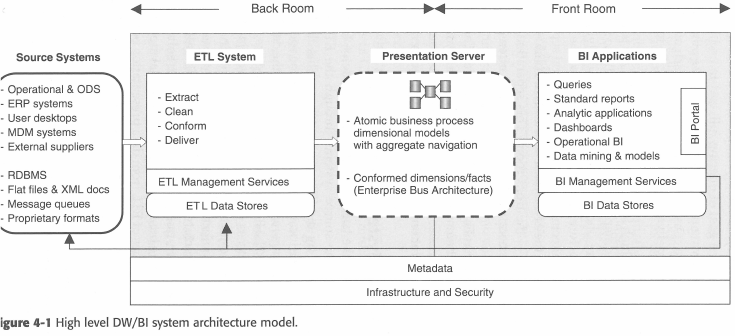 Back Room
Front Room
Source Systems
- Operational & ODS
- ERP systems
- User desktops
- MDM systems
- External suppliers
- RDBMS
- Flat files & XML docs
- Message queues
- Proprietary formats
ETL System
- Extract
- Clean
- Conform
- Deliver
ETL Management Services
ETL Data Stores
Presentation Server
- Atomic business process
dimensional models
with aggregate navigation
- Conformed dimensions/facts
(Enterprise Bus Architecture)
BI Applications
- Queries
- Standard reports
- Analytic applications
- Dashboards
- Operational BI
- Data mining & models
BI Portal
BI Management Services
BI Data Stores
Metadata
Infrastructure and Security
igure 4-1 High level DW/BI system architecture model.